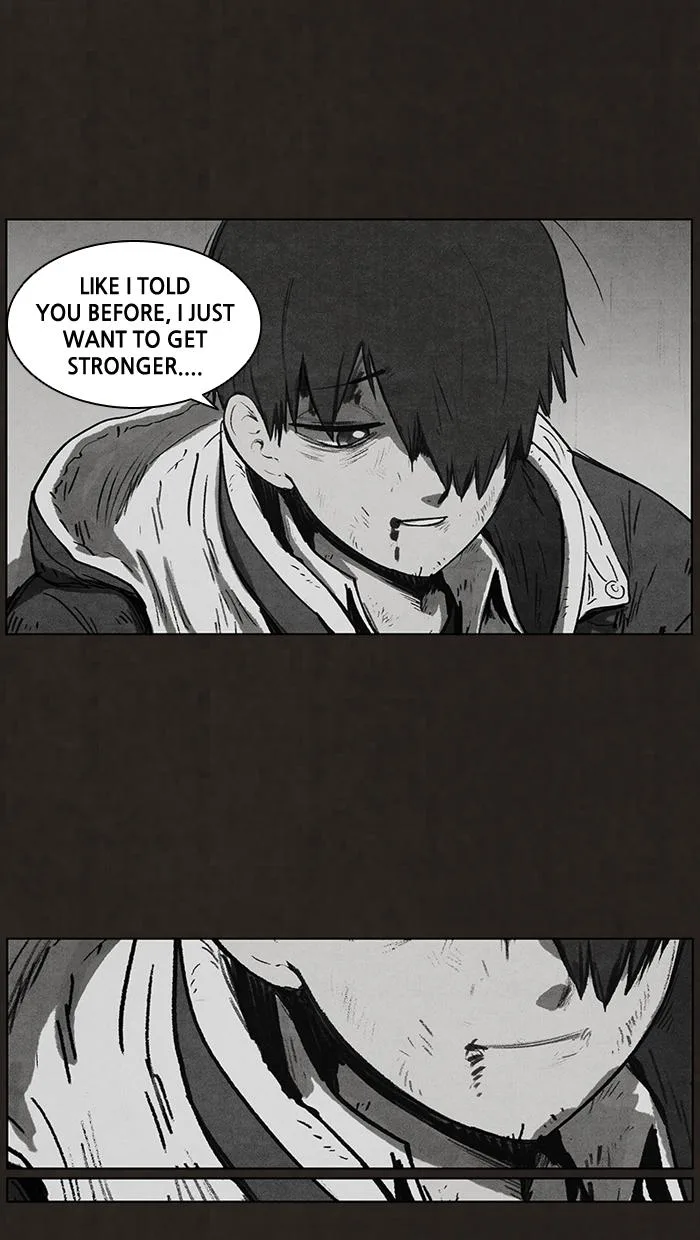 LIKE I TOLD
YOU BEFORE, I JUST
WANT TO GET
STRONGER....